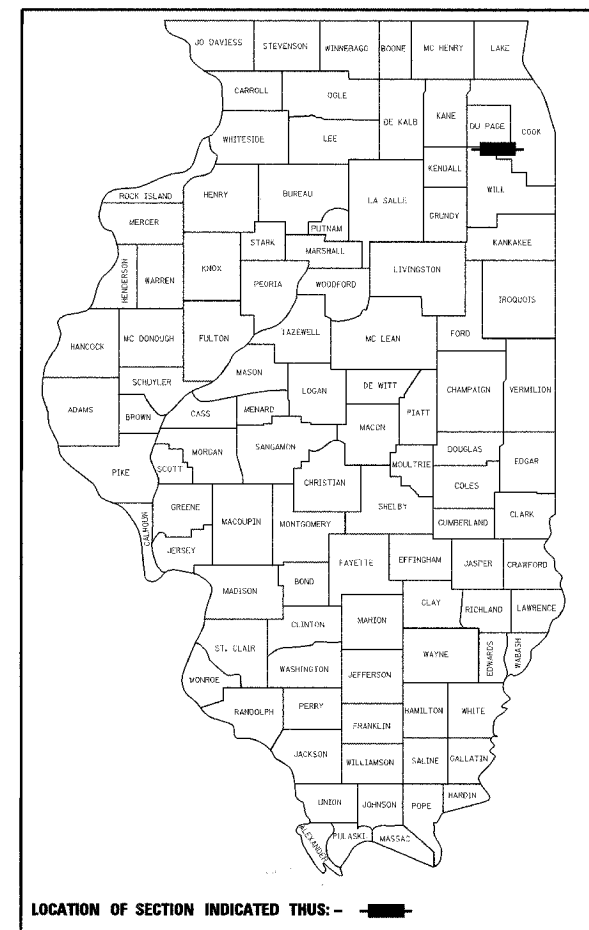 JO DAVIESS STEVENSON WINNEBAGO BOONE MC HENRY LAKE
CARROLL OGLE
DE KALB KANE DU PAGE COOK
WHITESIDE LEE
KENDALL
WILL
ROCK ISLAND HENRY BUREAU LA SALLE GRUNDY
MERCER PUTNAM
STARK MARSHALL KANKAKEE
HENDERSON WARREN KNOX PEORIA WOODFORD LIVINGSTON IROQUOIS
HANCOCK MC DONOUGH FULTON TAZEWELL MC LEAN FORD
MASON
SCHUYLER LOGAN DE WITT CHAMPAIGN VERMILION
ADAMS BROWN CASS MENARD MACON PIATT
MORGAN SANGAMON DOUGLAS EDGAR
PIKE SCOTT CHRISTIAN MOULTRIE COLES
GREENE MACOUPIN MONTGOMERY SHELBY CUMBERLAND CLARK
CALHOUN JERSEY
FAYETTE EFFINGHAM JASPER CRAWFORD
MADISON BOND
CLAY RICHLAND LAWRENCE
CLINTON MARION
ST. CLAIR WAYNE EDWARDS WABASH
WASHINGTON JEFFERSON
MONROE
RANDOLPH PERRY HAMILTON WHITE
FRANKLIN
JACKSON WILLIAMSON SALINE GALLATIN
UNION JOHNSON POPE HARDIN
ALEXANDER PULASKI MASSAC
LOCATION OF SECTION INDICATED THUS: -